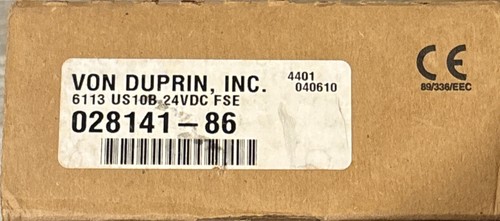 VON DUPRIN, INC. 4401
040610
6113 US10B 24VDC FSE
028141-86
CE
89/336/EEC